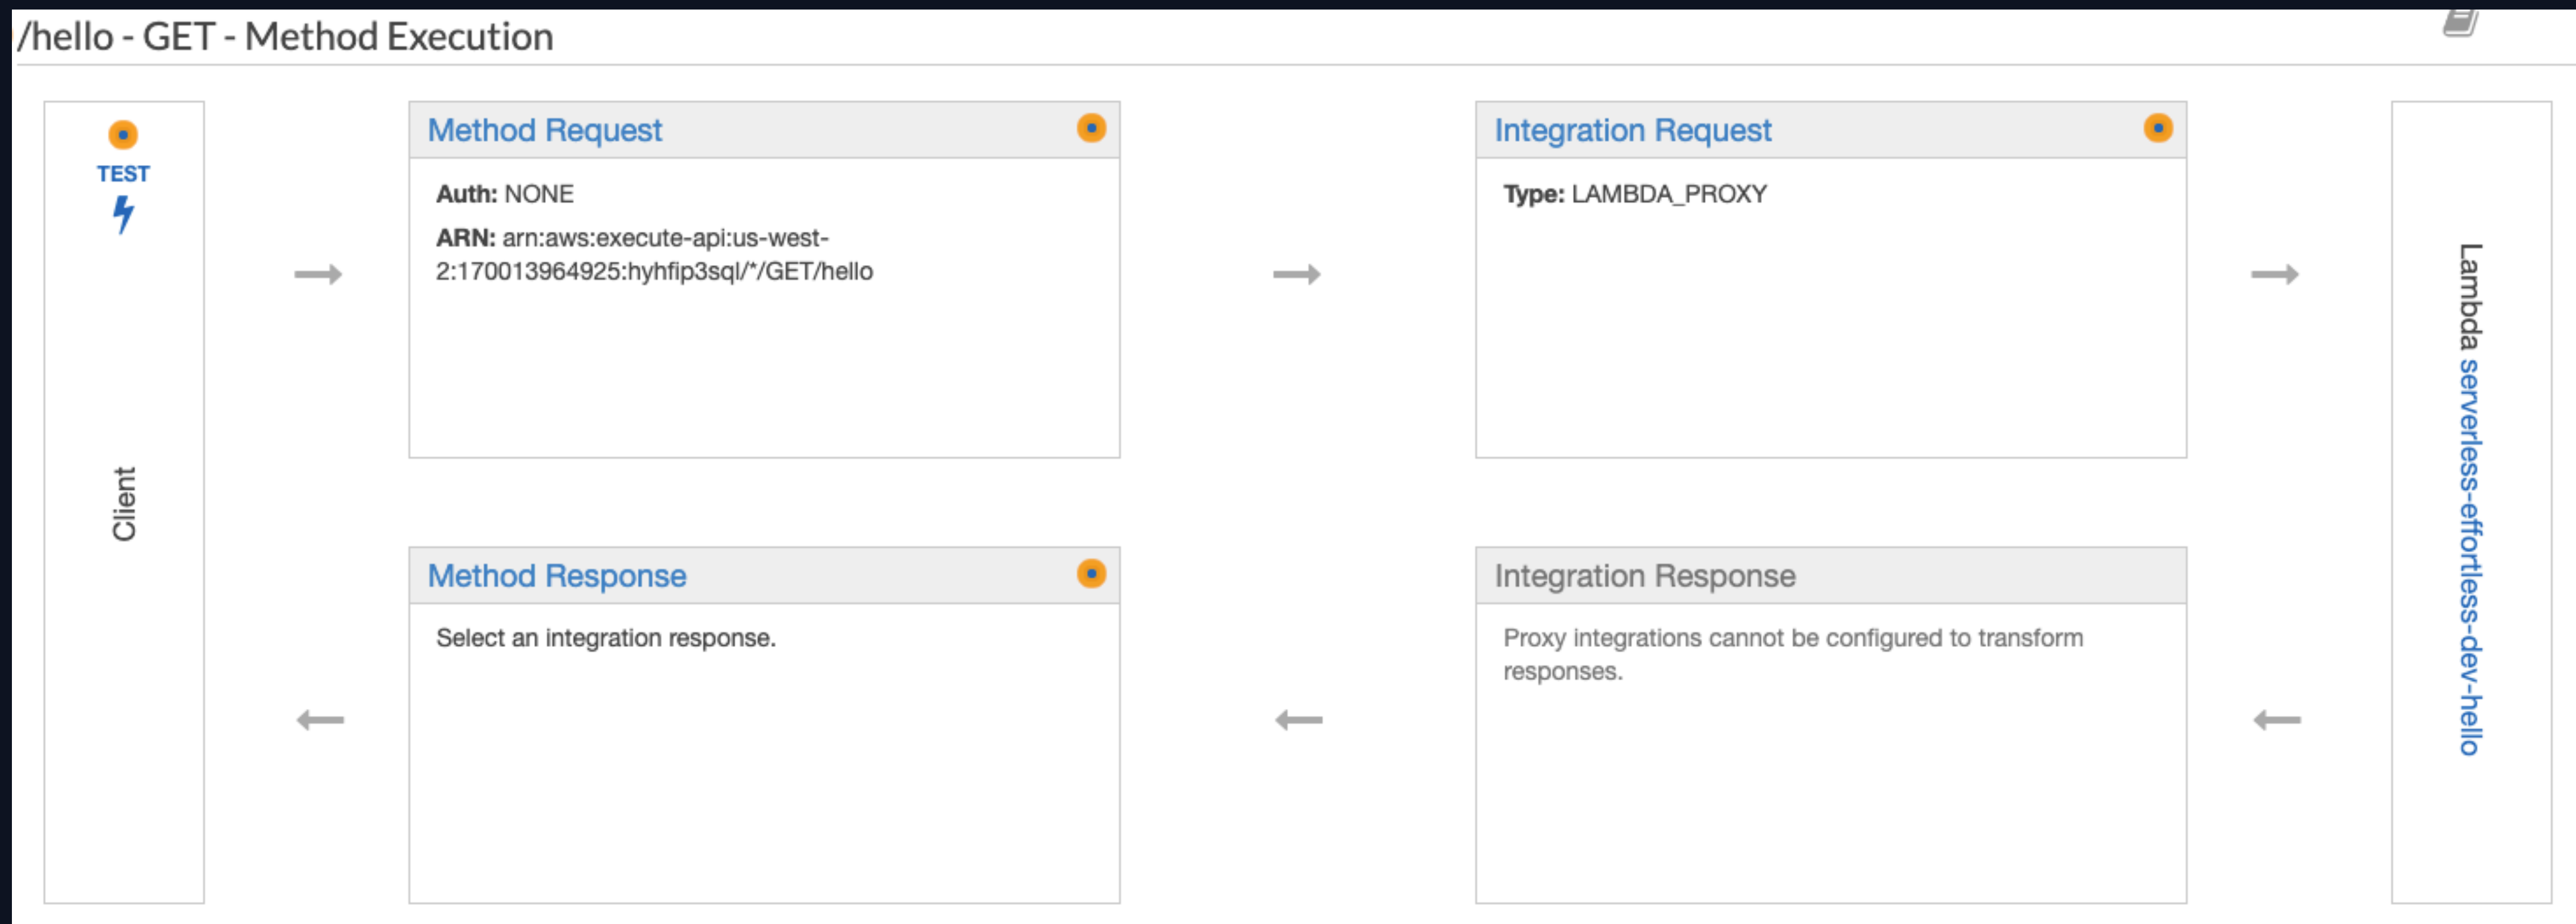 /hello - GET - Method Execution
TEST
Client
Method Request
Auth: NONE
ARN: arn:aws:execute-api:us-west-
2:170013964925:hyhfip3sql/*/GET/hello
Integration Request
Type: LAMBDA_PROXY
Lambda serverless-effortless-dev-hello
Method Response
Select an integration response.
Integration Response
Proxy integrations cannot be configured to transform
responses.